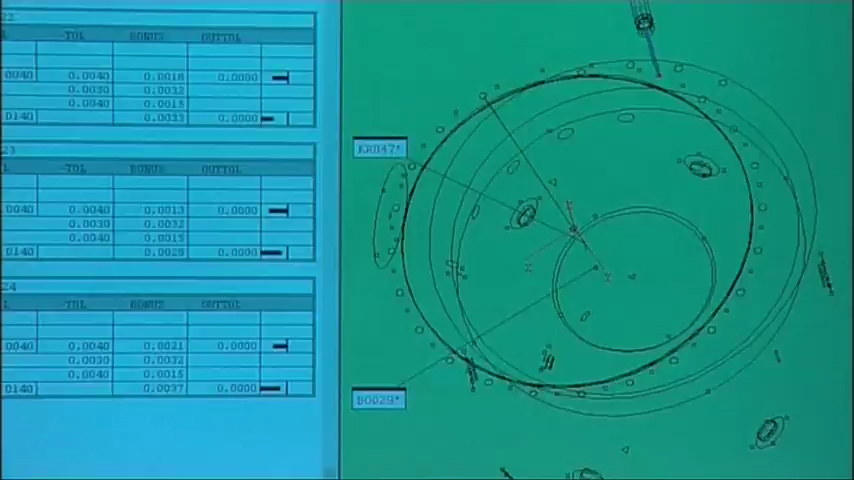 22
L -TOL BONUS OUTTOL
0040 0.0040 0.0018 0.0000
0.0030 0.0032
0.0040 0.0015
0140 0.0033 0.0000
23
L -TOL BONUS OUTTOL
0040 0.0040 0.0013 0.0000
0.0030 0.0032
0.0040 0.0015
0140 0.0028 0.0000
24
L -TOL BONUS OUTTOL
0040 0.0040 0.0021 0.0000
0.0030 0.0032
0.0040 0.0015
0140 0.0037 0.0000